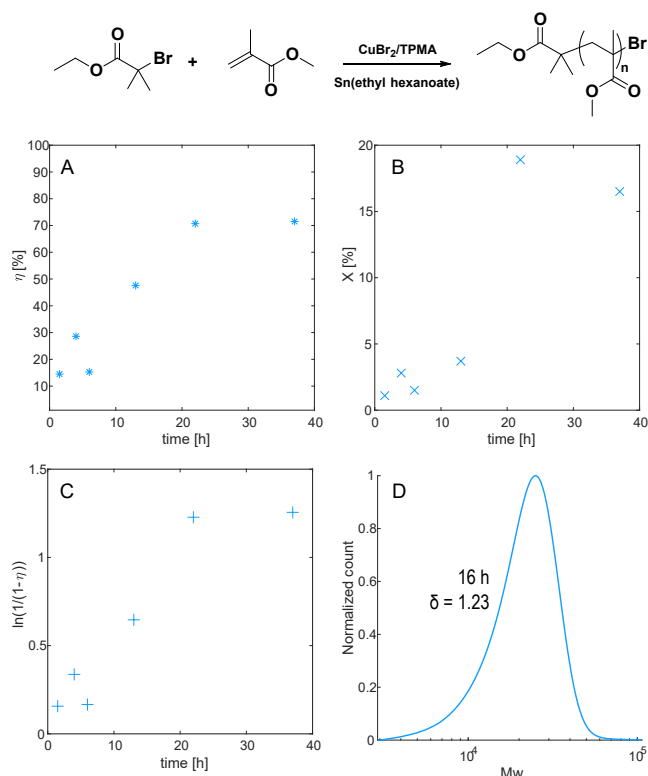 O
Br
O
+
O
O
CuBr2/TPMA
Sn(ethyl hexanoate)
O
O
Br
n
O
O
A
100
90
80
70
60
50
40
30
20
10
0
10
20
30
40
η [%]
time [h]
B
20
15
10
5
0
0
10
20
30
40
X [%]
time [h]
C
1.5
1
0.5
0
0
10
20
30
40
ln(1/(1-η))
time [h]
D
1
0.8
0.6
0.4
0.2
0
16 h
δ = 1.23
10^4
10^5
Normalized count
Mw